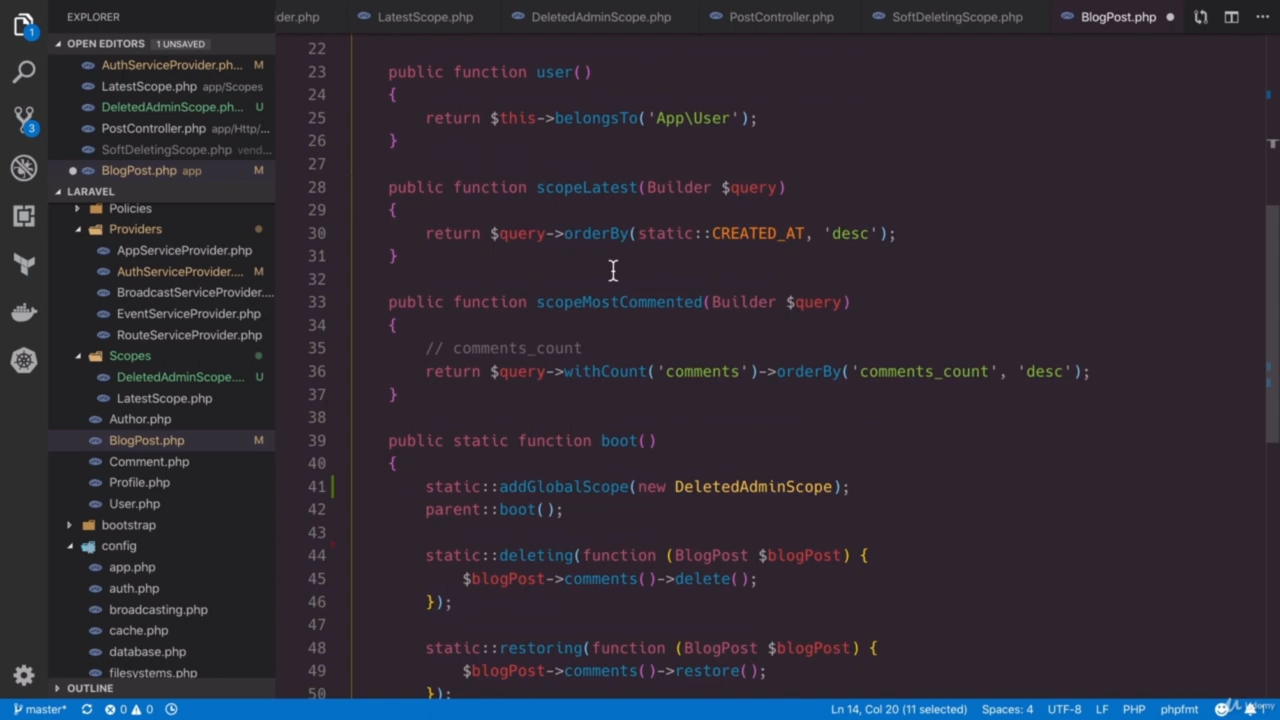 EXPLORER
der.php
LatestScope.php
DeletedAdminScope.php
PostController.php
SoftDeletingScope.php
BlogPost.php
1
OPEN EDITORS
1 UNSAVED
AuthServiceProvider.ph... M
LatestScope.php app/Scopes
DeletedAdminScope.ph... U
PostController.php app/Http/...
SoftDeletingScope.php vend...
BlogPost.php app M
3
LARAVEL
Policies
Providers
AppServiceProvider.php
AuthServiceProvider.... M
BroadcastServiceProvider....
EventServiceProvider.php
RouteServiceProvider.php
Scopes
DeletedAdminScope.... U
LatestScope.php
Author.php
BlogPost.php M
Comment.php
Profile.php
User.php
bootstrap
config
app.php
auth.php
broadcasting.php
cache.php
database.php
filesystems.php
OUTLINE
22
23 public function user()
24 {
25 return $this->belongsTo('App\User');
26 }
27
28 public function scopeLatest(Builder $query)
29 {
30 return $query->orderBy(static::CREATED_AT, 'desc');
31 }
32
33 public function scopeMostCommented(Builder $query)
34 {
35 // comments_count
36 return $query->withCount('comments')->orderBy('comments_count', 'desc');
37 }
38
39 public static function boot()
40 {
41 static::addGlobalScope(new DeletedAdminScope);
42 parent::boot();
43
44 static::deleting(function (BlogPost $blogPost) {
45 $blogPost->comments()->delete();
46 });
47
48 static::restoring(function (BlogPost $blogPost) {
49 $blogPost->comments()->restore();
50 });
master* 0 0 Ln 14, Col 20 (11 selected) Spaces: 4 UTF-8 LF PHP phpfmt